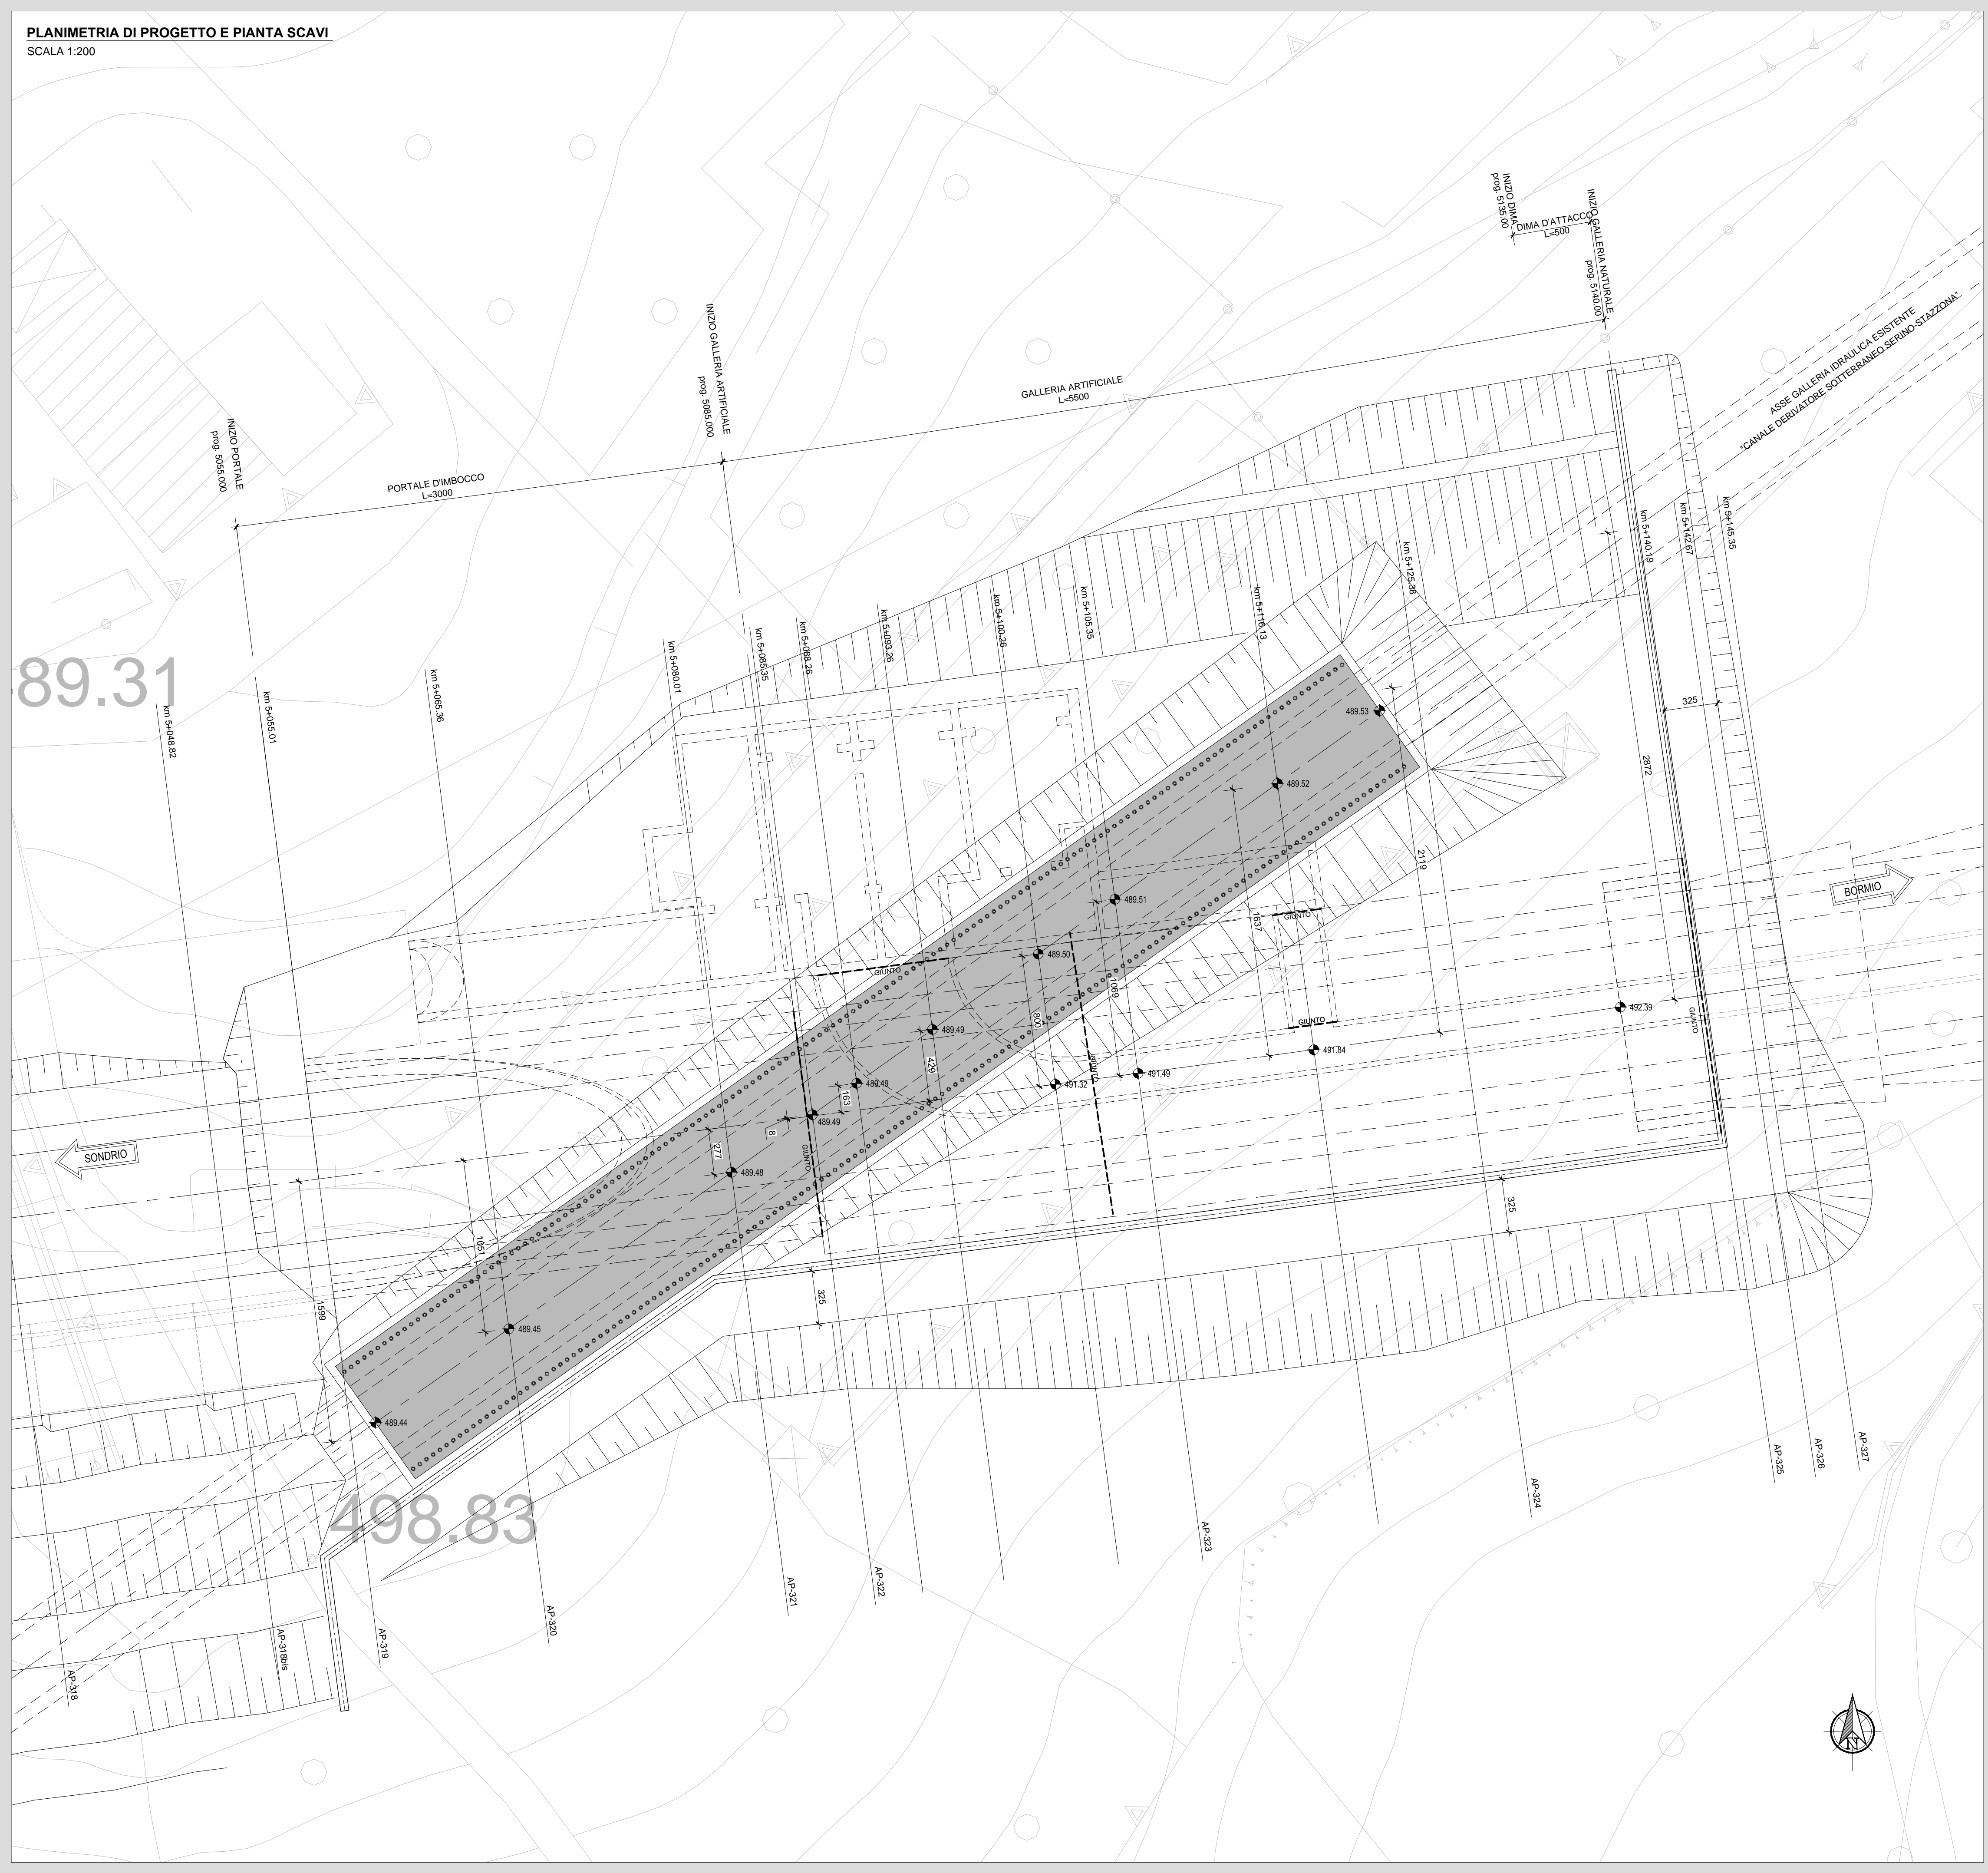 PLANIMETRIA DI PROGETTO E PIANTA SCAVI
SCALA 1:200
INIZIO DIMA
prog. 5135.00
DIMA D'ATTACCO
L=500
INIZIO GALLERIA NATURALE
prog. 5140.00
INIZIO GALLERIA ARTIFICIALE
prog. 5085.000
GALLERIA ARTIFICIALE
L=5500
ASSE GALLERIA IDRAULICA ESISTENTE
"CANALE DERIVATORE SOTTERRANEO SERINO-STAZZONA"
INIZIO PORTALE
prog. 5055.000
PORTALE D'IMBOCCO
L=3000
km 5+048.82
km 5+055.01
km 5+065.36
km 5+080.01
km 5+085.35
km 5+088.26
km 5+093.26
km 5+100.26
km 5+105.35
km 5+116.13
km 5+125.38
km 5+140.19
km 5+142.67
km 5+145.35
489.31
489.53
325
2872
489.52
2119
1637
489.51
BORMIO
GIUNTO
489.50
GIUNTO
1069
492.39
GIUNTO
GIUNTO
800
489.49
491.84
GIUNTO
491.49
429
491.32
489.49
163
489.49
8
SONDRIO
277
GIUNTO
489.48
325
1051
325
1599
489.45
489.44
498.83
AP-318
AP-318bis
AP-319
AP-320
AP-321
AP-322
AP-323
AP-324
AP-325
AP-326
AP-327
N